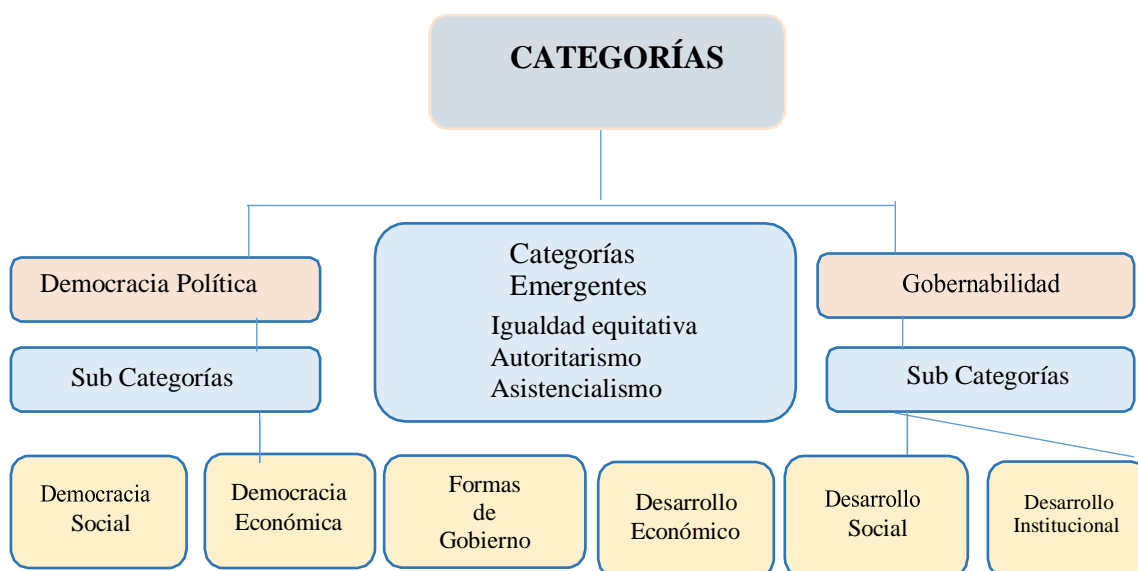 CATEGORÍAS
Democracia Política
Sub Categorías
Categorías
Emergentes
Igualdad equitativa
Autoritarismo
Asistencialismo
Gobernabilidad
Sub Categorías
Democracia
Social
Democracia
Económica
Formas
de
Gobierno
Desarrollo
Económico
Desarrollo
Social
Desarrollo
Institucional